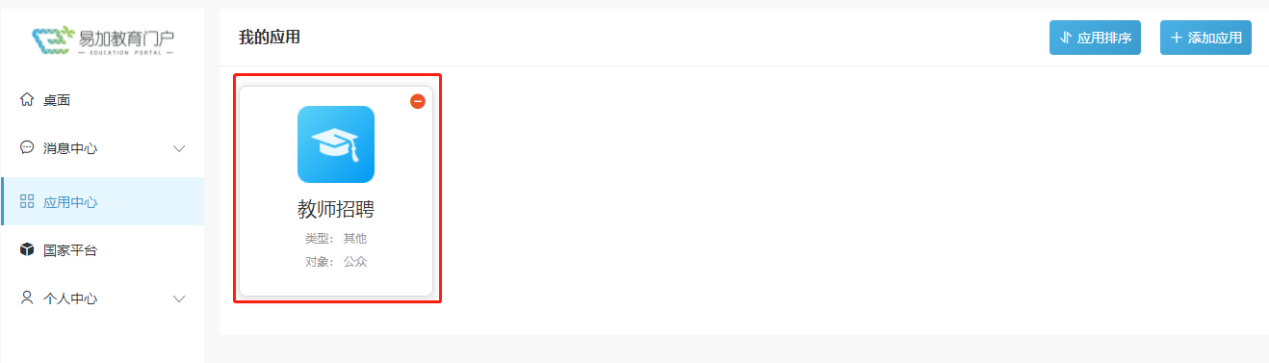 易加教育门户
— EDUCATION PORTAL —
桌面
消息中心
应用中心
国家平台
个人中心
我的应用
应用排序
+ 添加应用
教师招聘
类型： 其他
对象： 公众